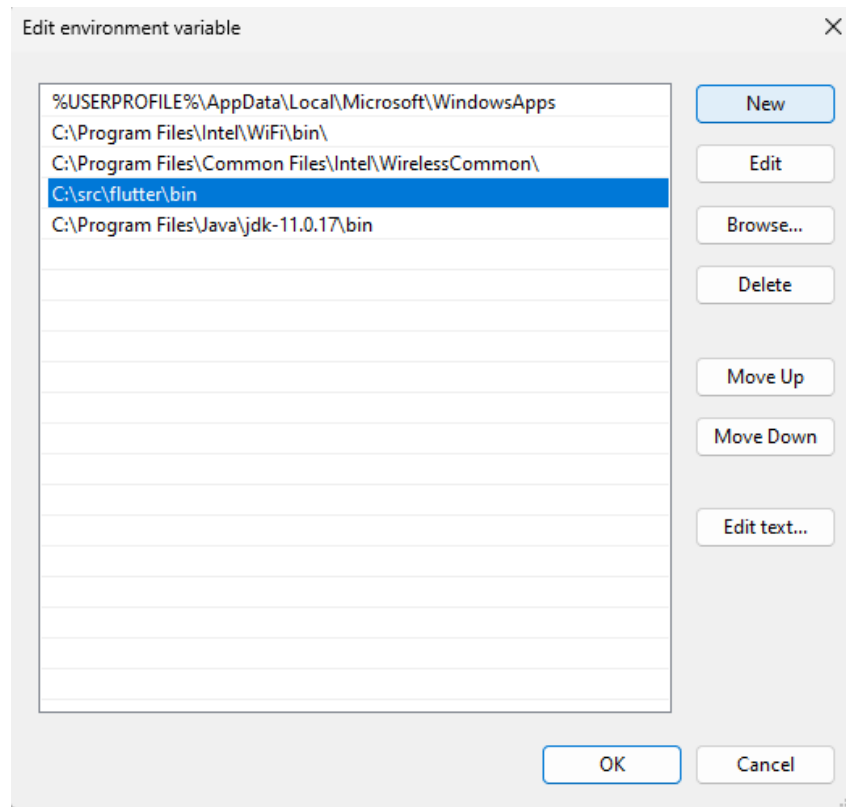 Edit environment variable
%USERPROFILE%\AppData\Local\Microsoft\WindowsApps
C:\Program Files\Intel\WiFi\bin\
C:\Program Files\Common Files\Intel\WirelessCommon\
C:\src\flutter\bin
C:\Program Files\Java\jdk-11.0.17\bin
New
Edit
Browse...
Delete
Move Up
Move Down
Edit text...
OK
Cancel